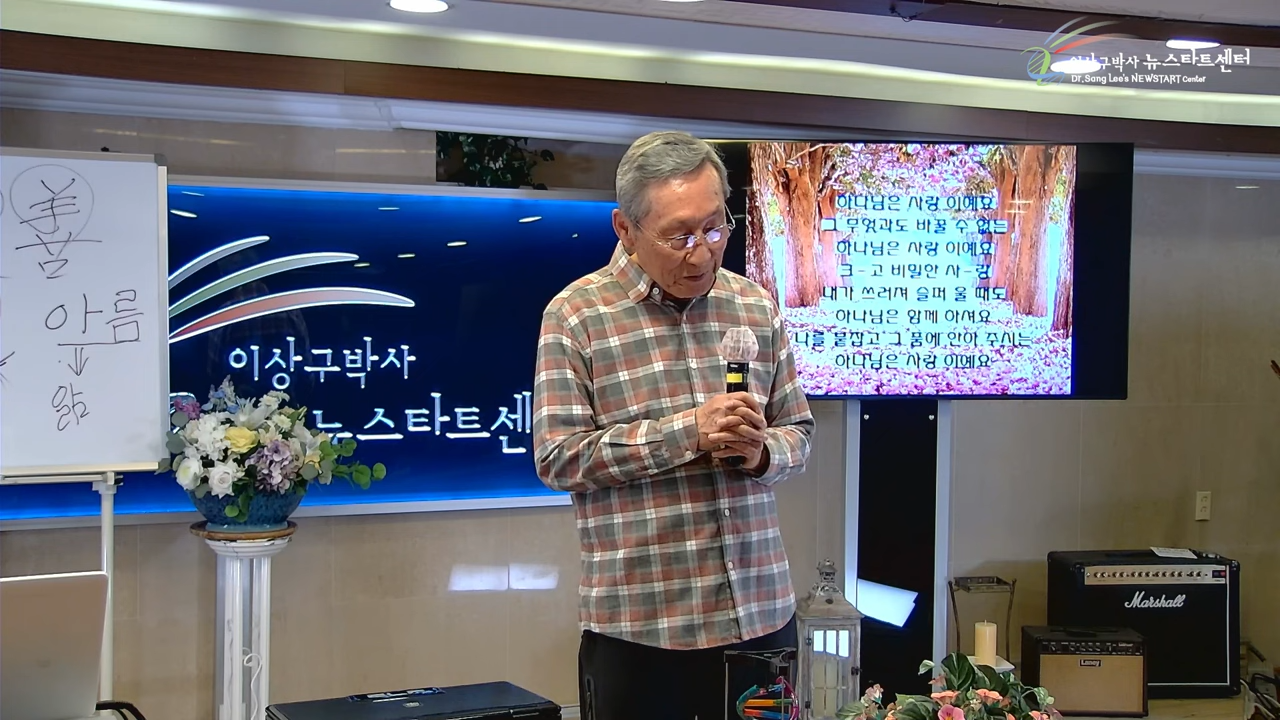 이상구박사 뉴스타트센터
Dr. Sang Lee's NEWSTART Center
善
아름
↓
앎
이상구박사
뉴스타트센
하나님은 사랑 이예요
그 무엇과도 바꿀 수 없는
하나님은 사랑 이예요
크-고 비밀한 사-랑
내가 쓰러져 슬퍼 울 때도
하나님은 함께 하셔요
나를 붙잡고 그 품에 안아 주시는
하나님은 사랑 이예요
Marshall
Laney